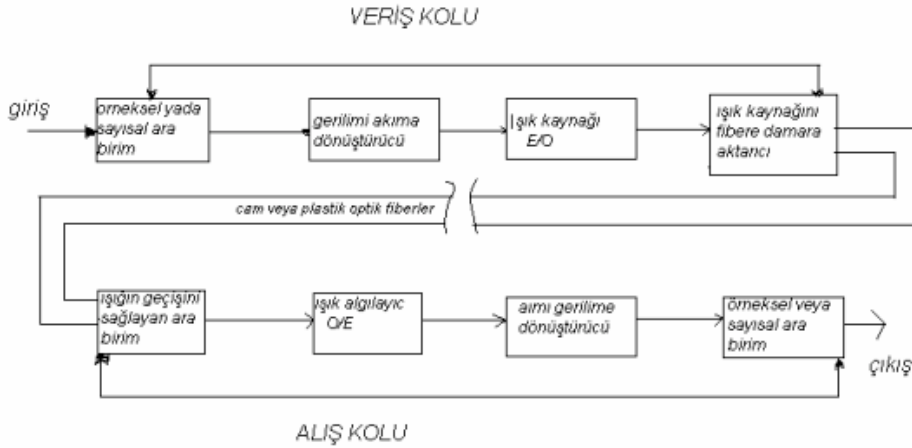 VERİŞ KOLU
giriş
örneksel yada
sayısal ara
birim
gerilimi akıma
dönüştürücü
Işık kaynağı
E/O
ışık kaynağını
fibere damara
aktarıcı
cam veya plastik optik fiberler
ışığın geçişini
sağlayan ara
birim
ışık algılayıc
O/E
aımı gerilime
dönüştürücü
örneksel veya
sayısal ara
birim
çıkış
ALIŞ KOLU